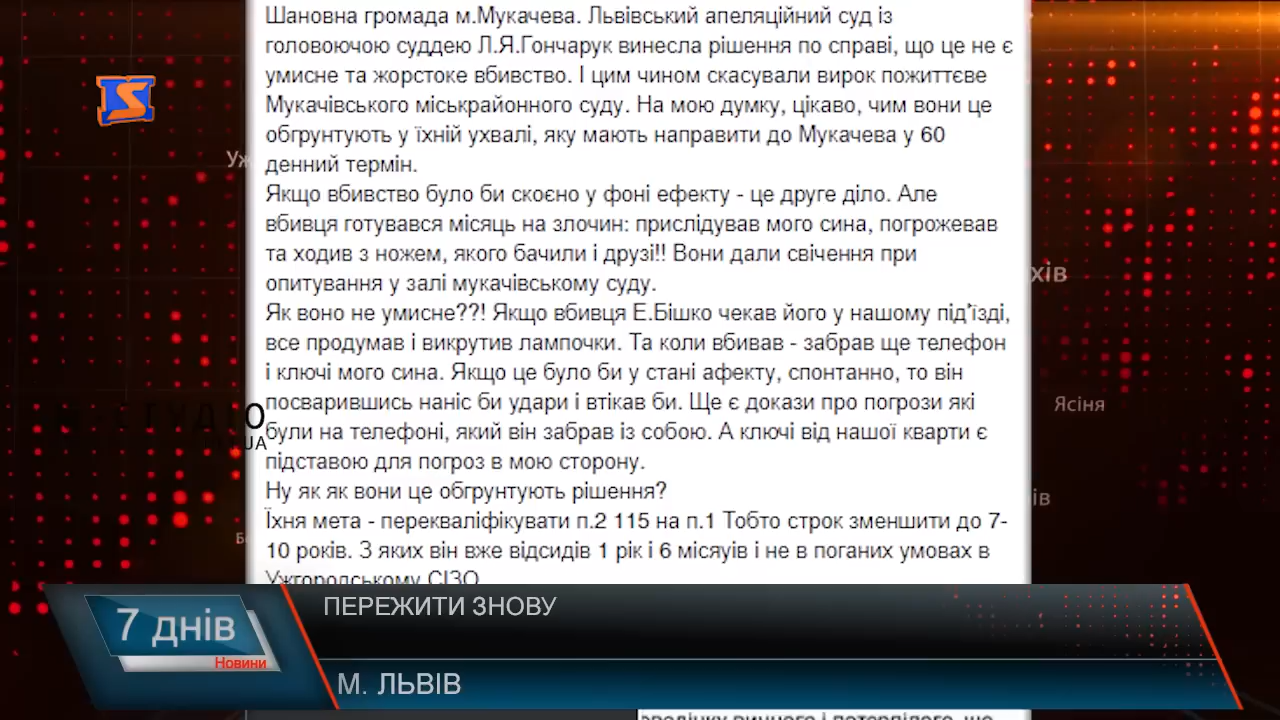 Шановна громада м.Мукачева. Львівський апеляційний суд із
головоючою суддею Л.Я.Гончарук винесла рішення по справі, що це не є
умисне та жорстоке вбивство. І цим чином скасували вирок пожиттєве
Мукачівського міськрайонного суду. На мою думку, цікаво, чим вони це
обгрунтують у їхній ухвалі, яку мають направити до Мукачева у 60
денний термін.
Якщо вбивство було би скоєно у фоні ефекту - це друге діло. Але
вбивця готувався місяць на злочин: прислідував мого сина, погрожевав
та ходив з ножем, якого бачили і друзі!! Вони дали свічення при
опитування у залі мукачівському суду.
Як воно не умисне??! Якщо вбивця Е.Бішко чекав його у нашому під'їзді,
все продумав і викрутив лампочки. Та коли вбивав - забрав ще телефон
і ключі мого сина. Якщо це було би у стані афекту, спонтанно, то він
посварившись наніс би удари і втікав би. Ще є докази про погрози які
були на телефоні, який він забрав із собою. А ключі від нашої кварти є
підставою для погроз в мою сторону.
Ну як як вони це обгрунтують рішення?
Їхня мета - перекваліфікувати п.2 115 на п.1 Тобто строк зменшити до 7-
10 років. З яких він вже відсидів 1 рік і 6 місяуів і не в поганих умовах в
Ужгородському СІЗО
Уж
хів
Ясіня
ів
7 днів
Новини
ПЕРЕЖИТИ ЗНОВУ
М. ЛЬВІВ